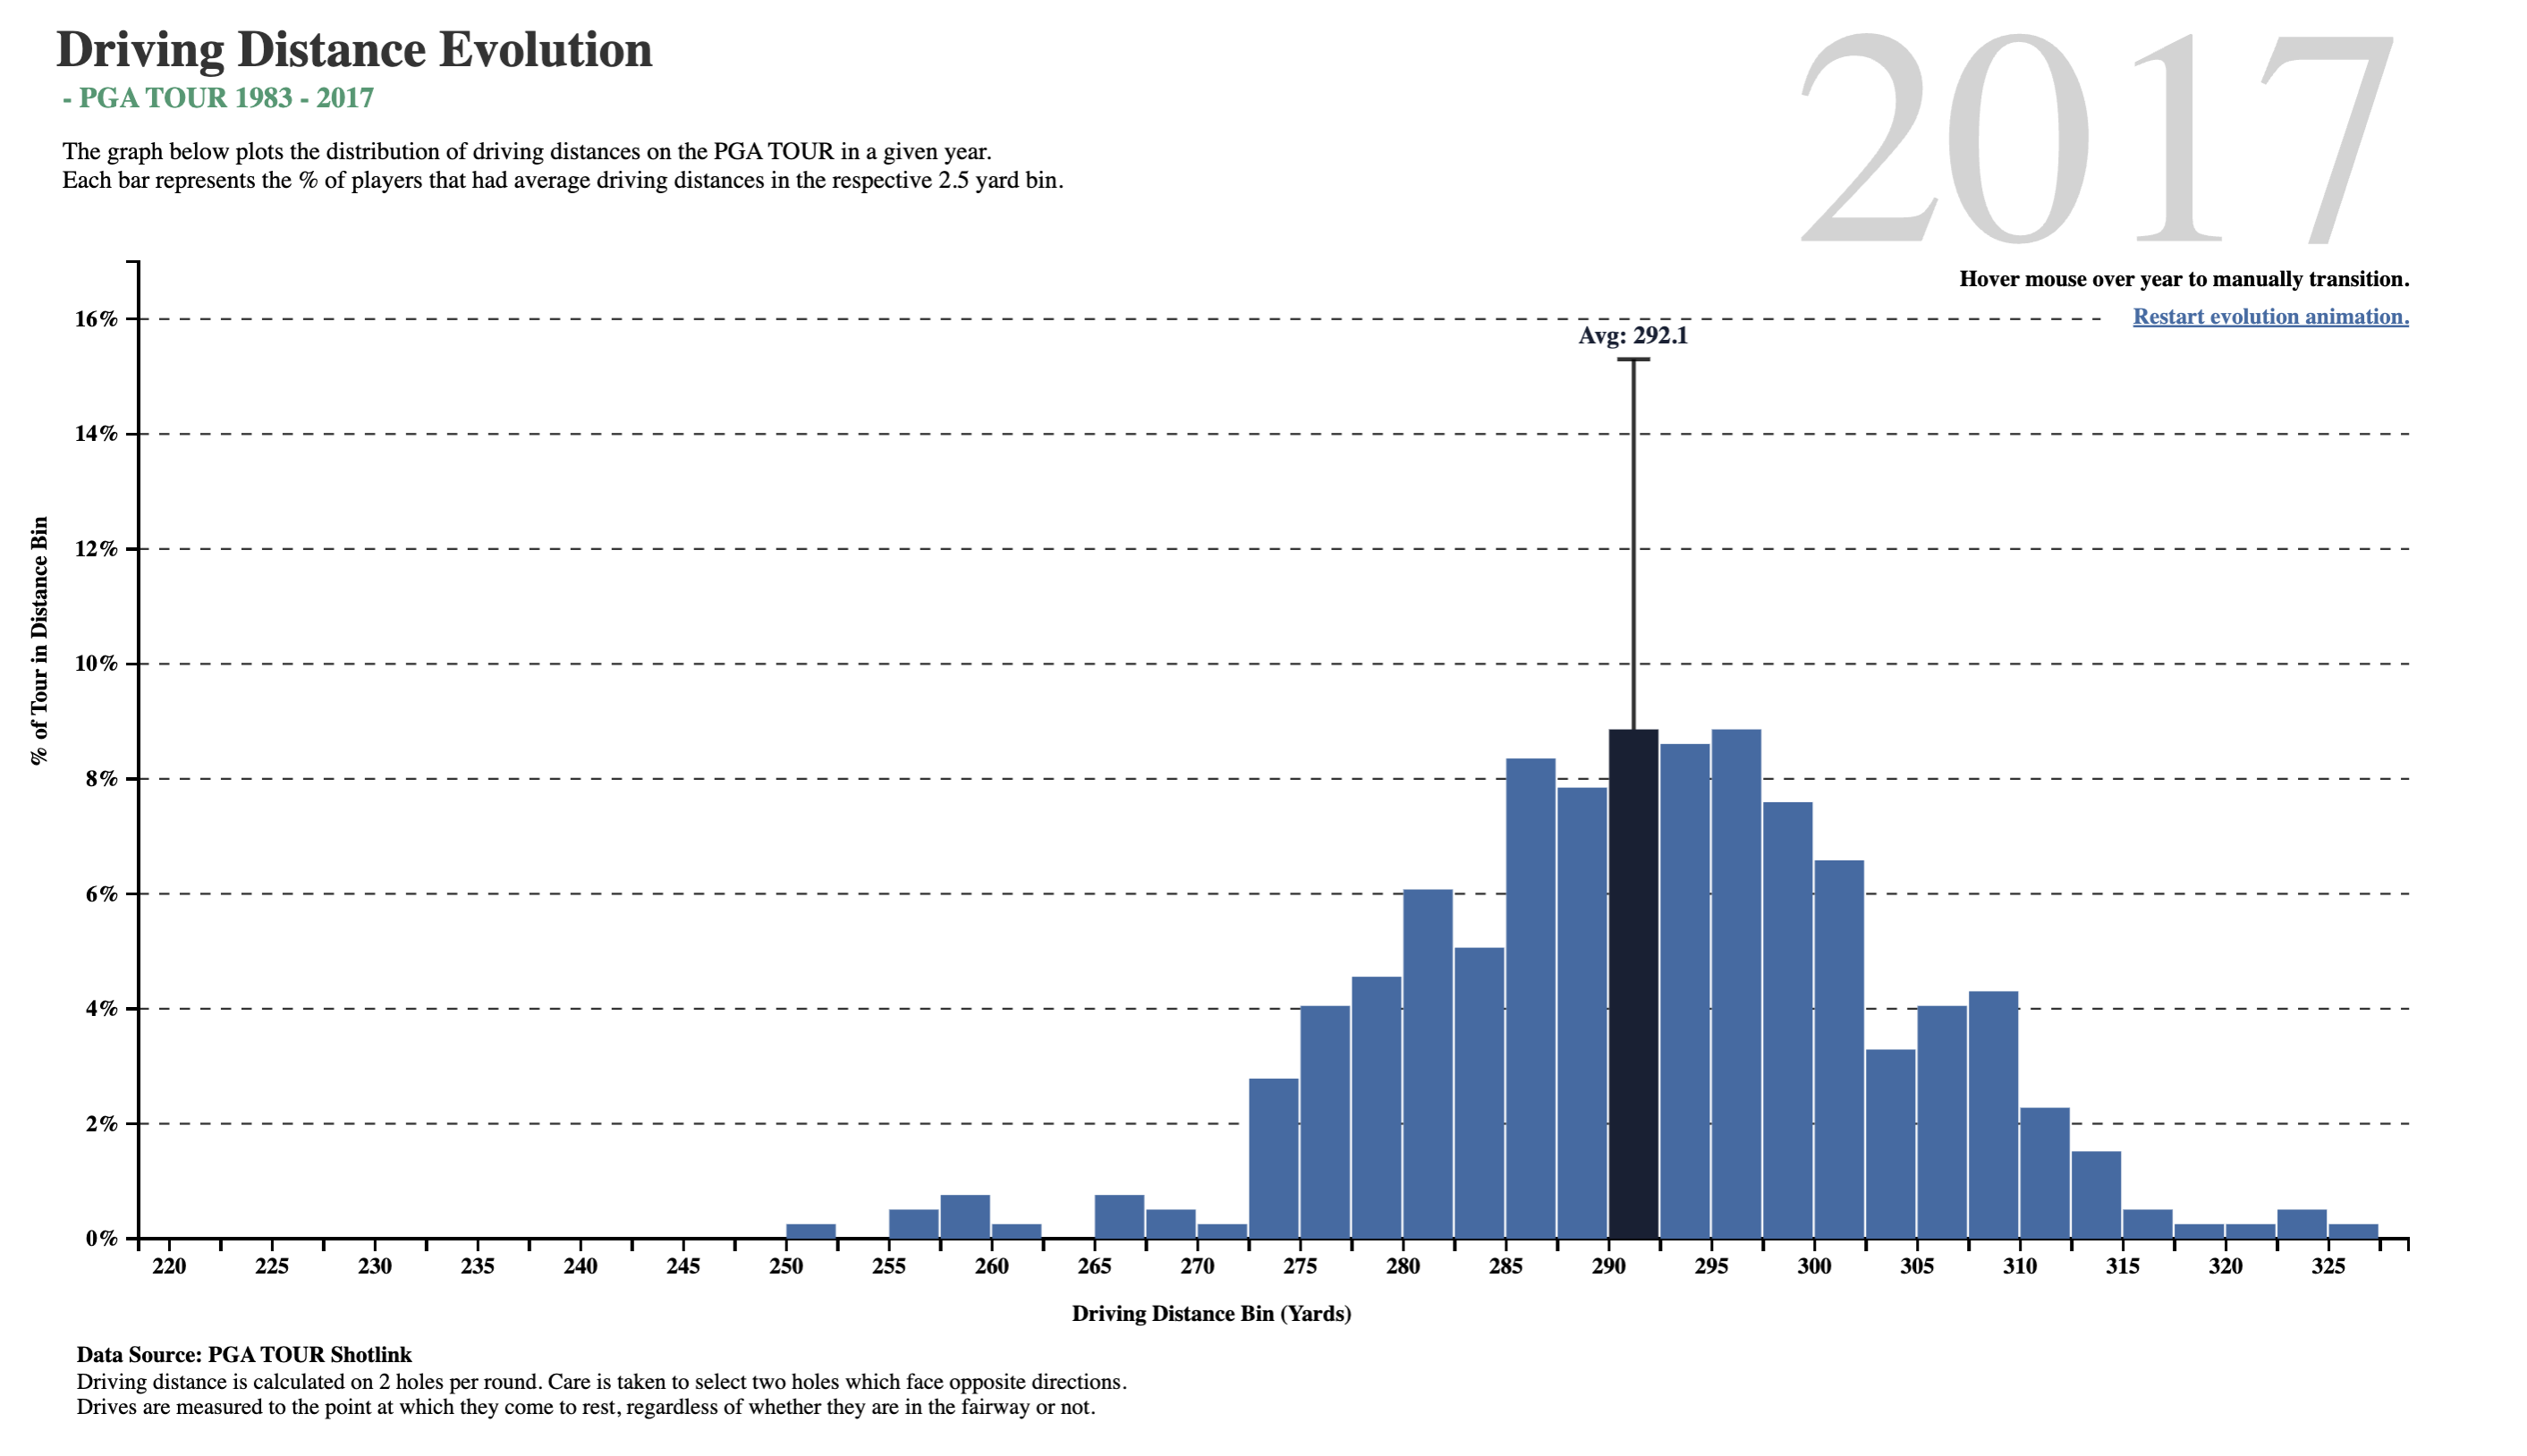 Driving Distance Evolution
- PGA TOUR 1983 - 2017
2017
The graph below plots the distribution of driving distances on the PGA TOUR in a given year.
Each bar represents the % of players that had average driving distances in the respective 2.5 yard bin.
Hover mouse over year to manually transition.
Restart evolution animation.
Avg: 292.1
% of Tour in Distance Bin
16%
14%
12%
10%
8%
6%
4%
2%
0%
220 225 230 235 240 245 250 255 260 265 270 275 280 285 290 295 300 305 310 315 320 325
Driving Distance Bin (Yards)
Data Source: PGA TOUR Shotlink
Driving distance is calculated on 2 holes per round. Care is taken to select two holes which face opposite directions.
Drives are measured to the point at which they come to rest, regardless of whether they are in the fairway or not.